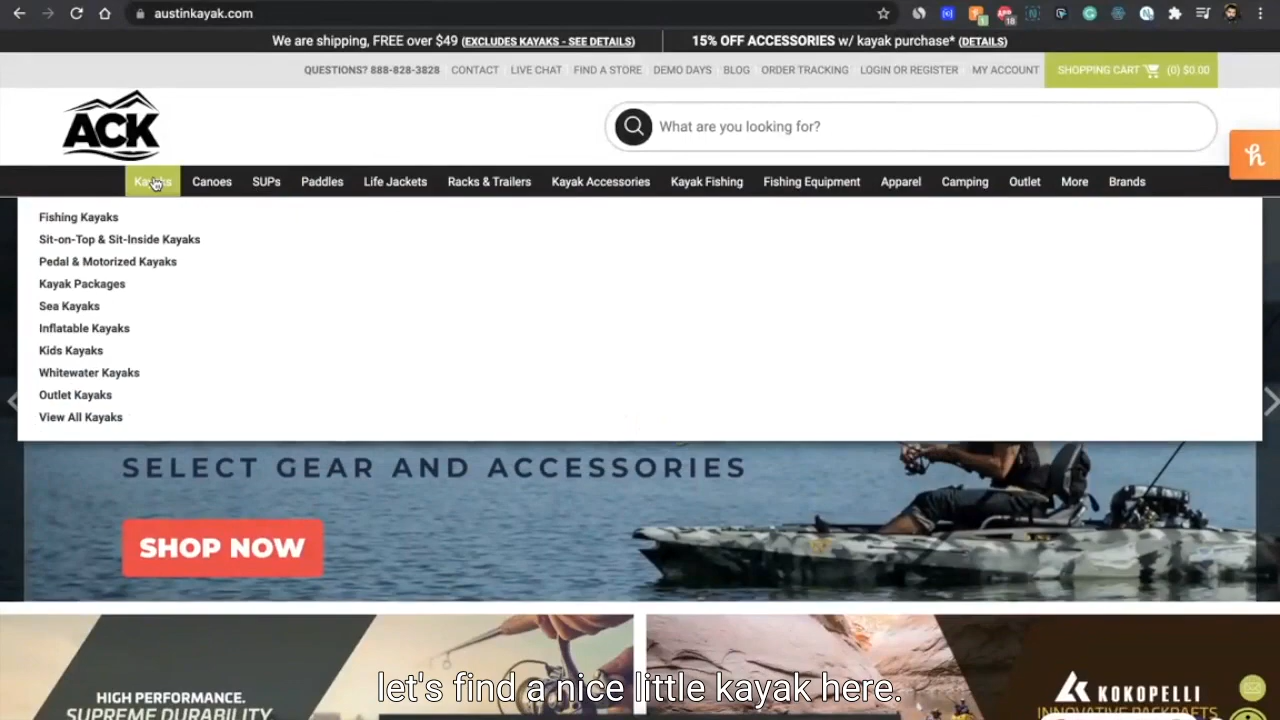 austinkayak.com
We are shipping, FREE over $49 (EXCLUDES KAYAKS - SEE DETAILS)
15% OFF ACCESSORIES w/ kayak purchase* (DETAILS)
QUESTIONS? 888-828-3828 CONTACT LIVE CHAT FIND A STORE DEMO DAYS BLOG ORDER TRACKING LOGIN OR REGISTER MY ACCOUNT SHOPPING CART (0) $0.00
ACK
What are you looking for?
Kayaks Canoes SUPs Paddles Life Jackets Racks & Trailers Kayak Accessories Kayak Fishing Fishing Equipment Apparel Camping Outlet More Brands
Fishing Kayaks
Sit-on-Top & Sit-Inside Kayaks
Pedal & Motorized Kayaks
Kayak Packages
Sea Kayaks
Inflatable Kayaks
Kids Kayaks
Whitewater Kayaks
Outlet Kayaks
View All Kayaks
SELECT GEAR AND ACCESSORIES
SHOP NOW
HIGH PERFORMANCE.
SUPREME DURABILITY
KOKOPELLI
INNOVATIVE PACKRAFTS
let's find a nice little kayak here.